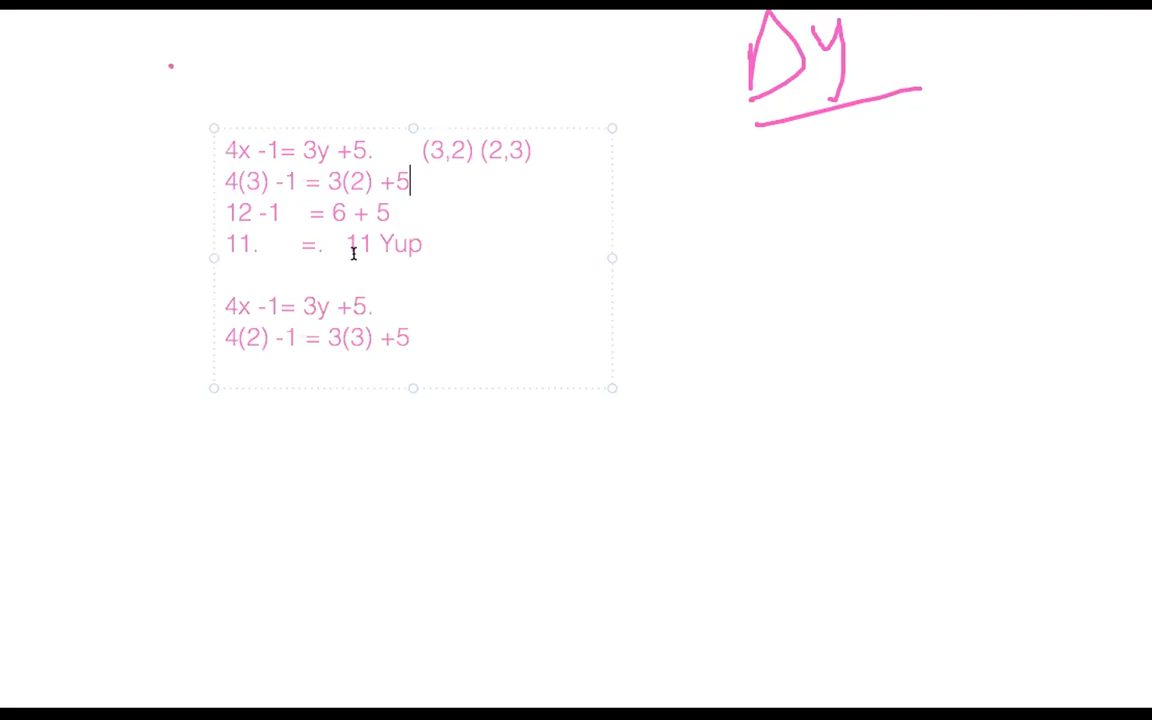 Dy
4x -1= 3y +5. (3,2) (2,3)
4(3) -1 = 3(2) +5
12 -1 = 6 + 5
11. =. 11 Yup
4x -1= 3y +5.
4(2) -1 = 3(3) +5